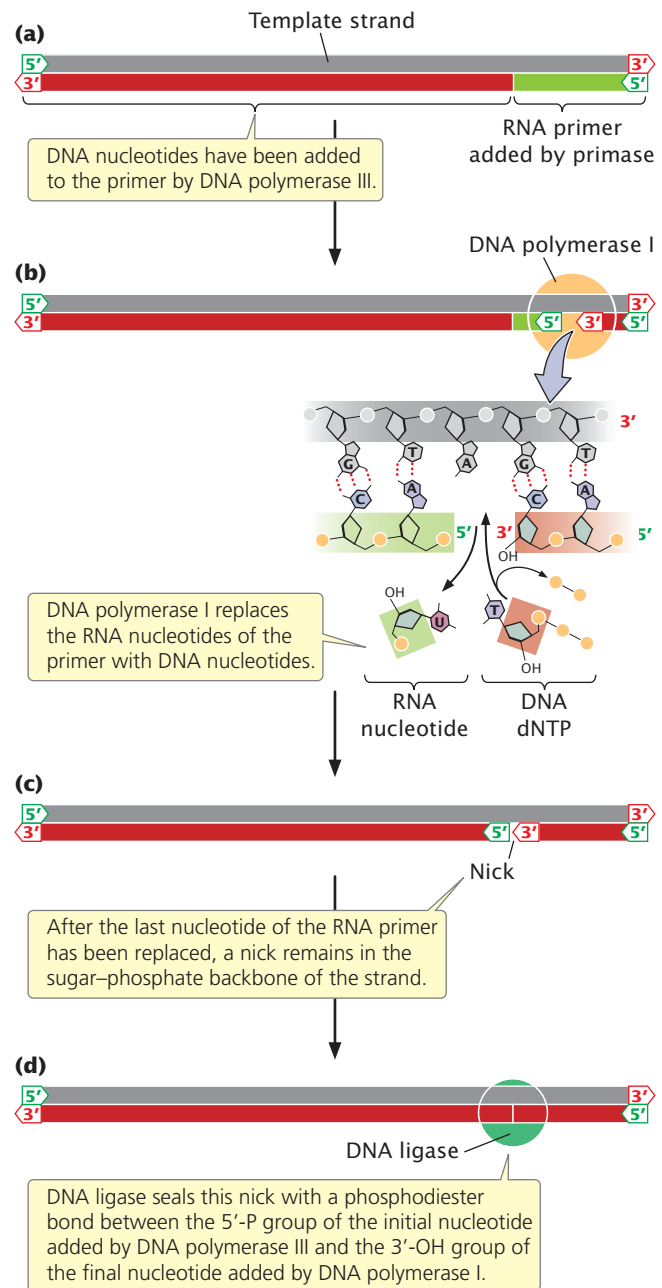 (a)
Template strand
5′ 3′
3′ 5′
DNA nucleotides have been added
to the primer by DNA polymerase III.
RNA primer
added by primase
DNA polymerase I
(b)
5′ 3′
3′ 5′ 3′ 5′
3′
G T A G T
C A C A
5′ 3′ 5′
OH
DNA polymerase I replaces
the RNA nucleotides of the
primer with DNA nucleotides.
OH
U
T
OH
RNA
nucleotide
DNA
dNTP
(c)
5′ 3′
3′ 5′ 3′ 5′
Nick
After the last nucleotide of the RNA primer
has been replaced, a nick remains in the
sugar–phosphate backbone of the strand.
(d)
5′ 3′
3′ 5′
DNA ligase
DNA ligase seals this nick with a phosphodiester
bond between the 5′-P group of the initial nucleotide
added by DNA polymerase III and the 3′-OH group of
the final nucleotide added by DNA polymerase I.